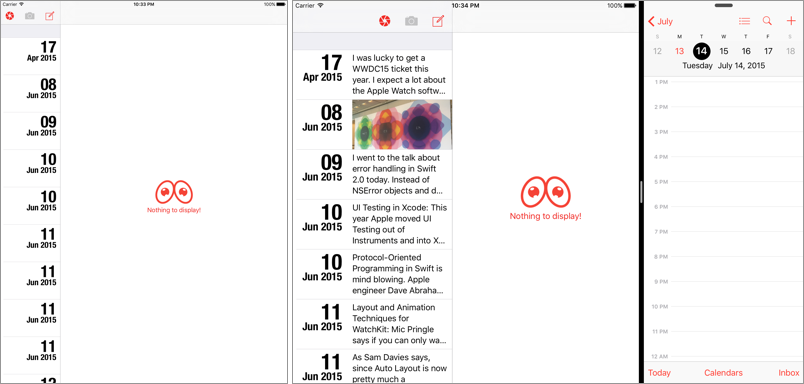 Carrier 10:33 PM 100%
17
Apr 2015
08
Jun 2015
09
Jun 2015
10
Jun 2015
10
Jun 2015
11
Jun 2015
11
Jun 2015
11
Jun 2015
11
Jun 2015
12
Nothing to display!
Carrier 10:34 PM 100%
17
Apr 2015
I was lucky to get a
WWDC15 ticket this
year. I expect a lot about
the Apple Watch softw...
08
Jun 2015
09
Jun 2015
I went to the talk about
error handling in Swift
2.0 today. Instead of
NSError objects and d...
10
Jun 2015
UI Testing in Xcode: This
year Apple moved UI
Testing out of
Instruments and into X...
10
Jun 2015
Protocol-Oriented
Programming in Swift is
mind blowing. Apple
engineer Dave Abraha...
11
Jun 2015
Layout and Animation
Techniques for
WatchKit: Mic Pringle
says if you can only wa...
11
Jun 2015
As Sam Davies says,
since Auto Layout is now
pretty much a
Nothing to display!
July
S M T W T F S
12 13 14 15 16 17 18
Tuesday July 14, 2015
1 PM
2 PM
3 PM
4 PM
5 PM
6 PM
7 PM
8 PM
9 PM
10 PM
11 PM
12 AM
Today Calendars Inbox